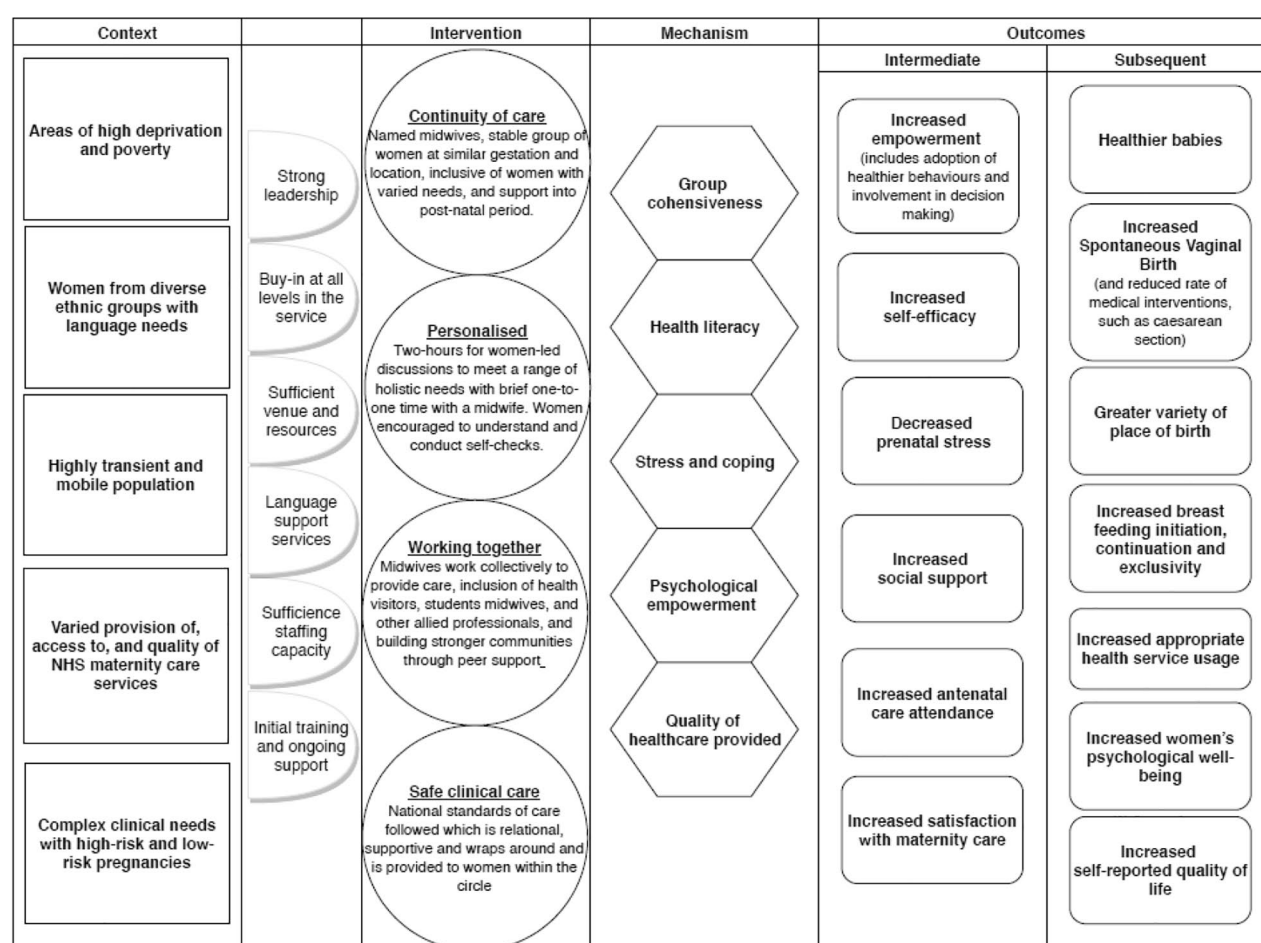 Context
Intervention
Mechanism
Outcomes
Intermediate
Subsequent
Areas of high deprivation
and poverty
Women from diverse
ethnic groups with
language needs
Highly transient and
mobile population
Varied provision of,
access to, and quality of
NHS maternity care
services
Complex clinical needs
with high-risk and low-
risk pregnancies
Strong
leadership
Buy-in at all
levels in the
service
Sufficient
venue and
resources
Language
support
services
Sufficience
staffing
capacity
Initial training
and ongoing
support
Continuity of care
Named midwives, stable group of
women at similar gestation and
location, inclusive of women with
varied needs, and support into
post-natal period.
Personalised
Two-hours for women-led
discussions to meet a range of
holistic needs with brief one-to-
one time with a midwife. Women
encouraged to understand and
conduct self-checks.
Working together
Midwives work collectively to
provide care, inclusion of health
visitors, students midwives, and
other allied professionals, and
building stronger communities
through peer support
Safe clinical care
National standards of care
followed which is relational,
supportive and wraps around and
is provided to women within the
circle
Group
cohensiveness
Health literacy
Stress and coping
Psychological
empowerment
Quality of
healthcare provided
Increased
empowerment
(includes adoption of
healthier behaviours and
involvement in decision
making)
Increased
self-efficacy
Decreased
prenatal stress
Increased
social support
Increased antenatal
care attendance
Increased satisfaction
with maternity care
Healthier babies
Increased
Spontaneous Vaginal
Birth
(and reduced rate of
medical interventions,
such as caesarean
section)
Greater variety of
place of birth
Increased breast
feeding initiation,
continuation and
exclusivity
Increased appropriate
health service usage
Increased women's
psychological well-
being
Increased
self-reported quality of
life